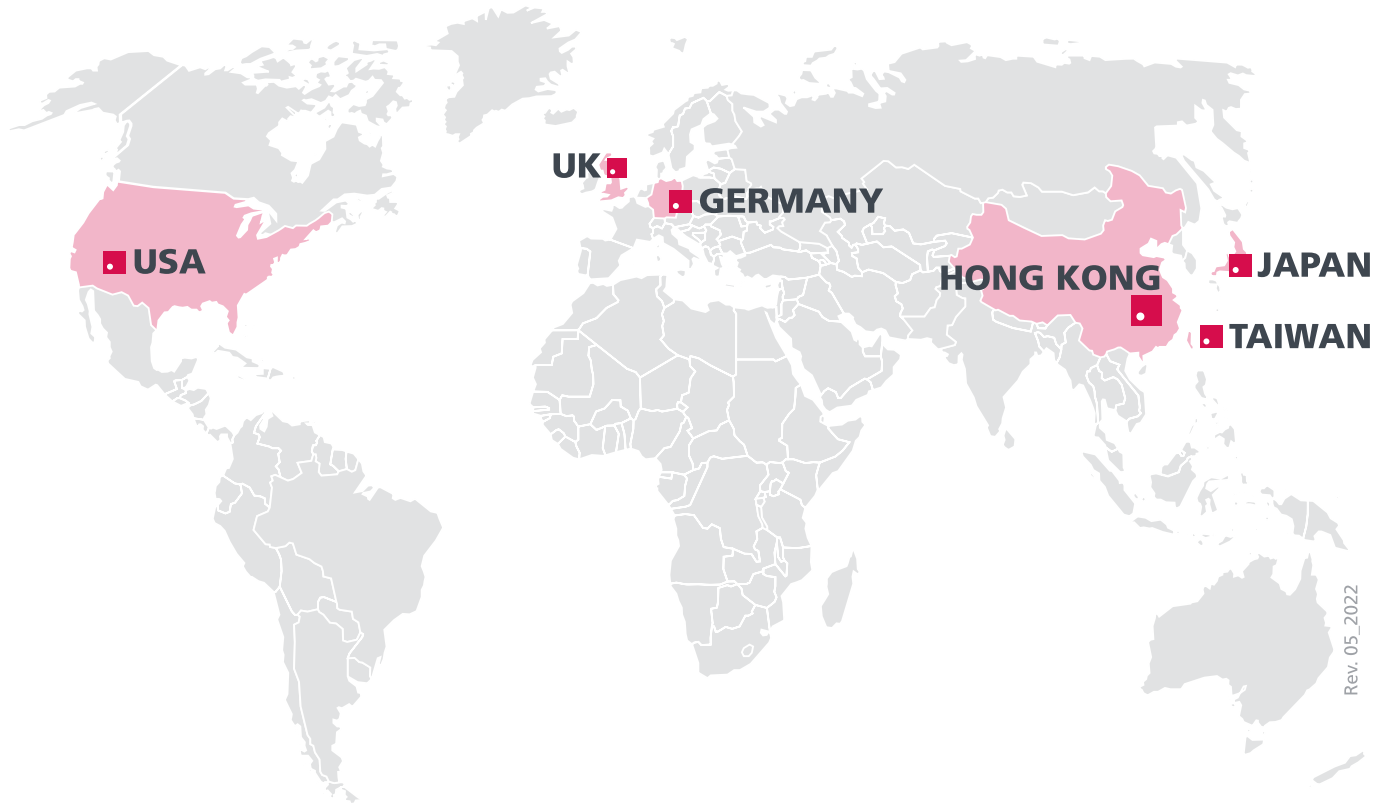 UK
GERMANY
USA
HONG KONG
JAPAN
TAIWAN
Rev. 05_2022